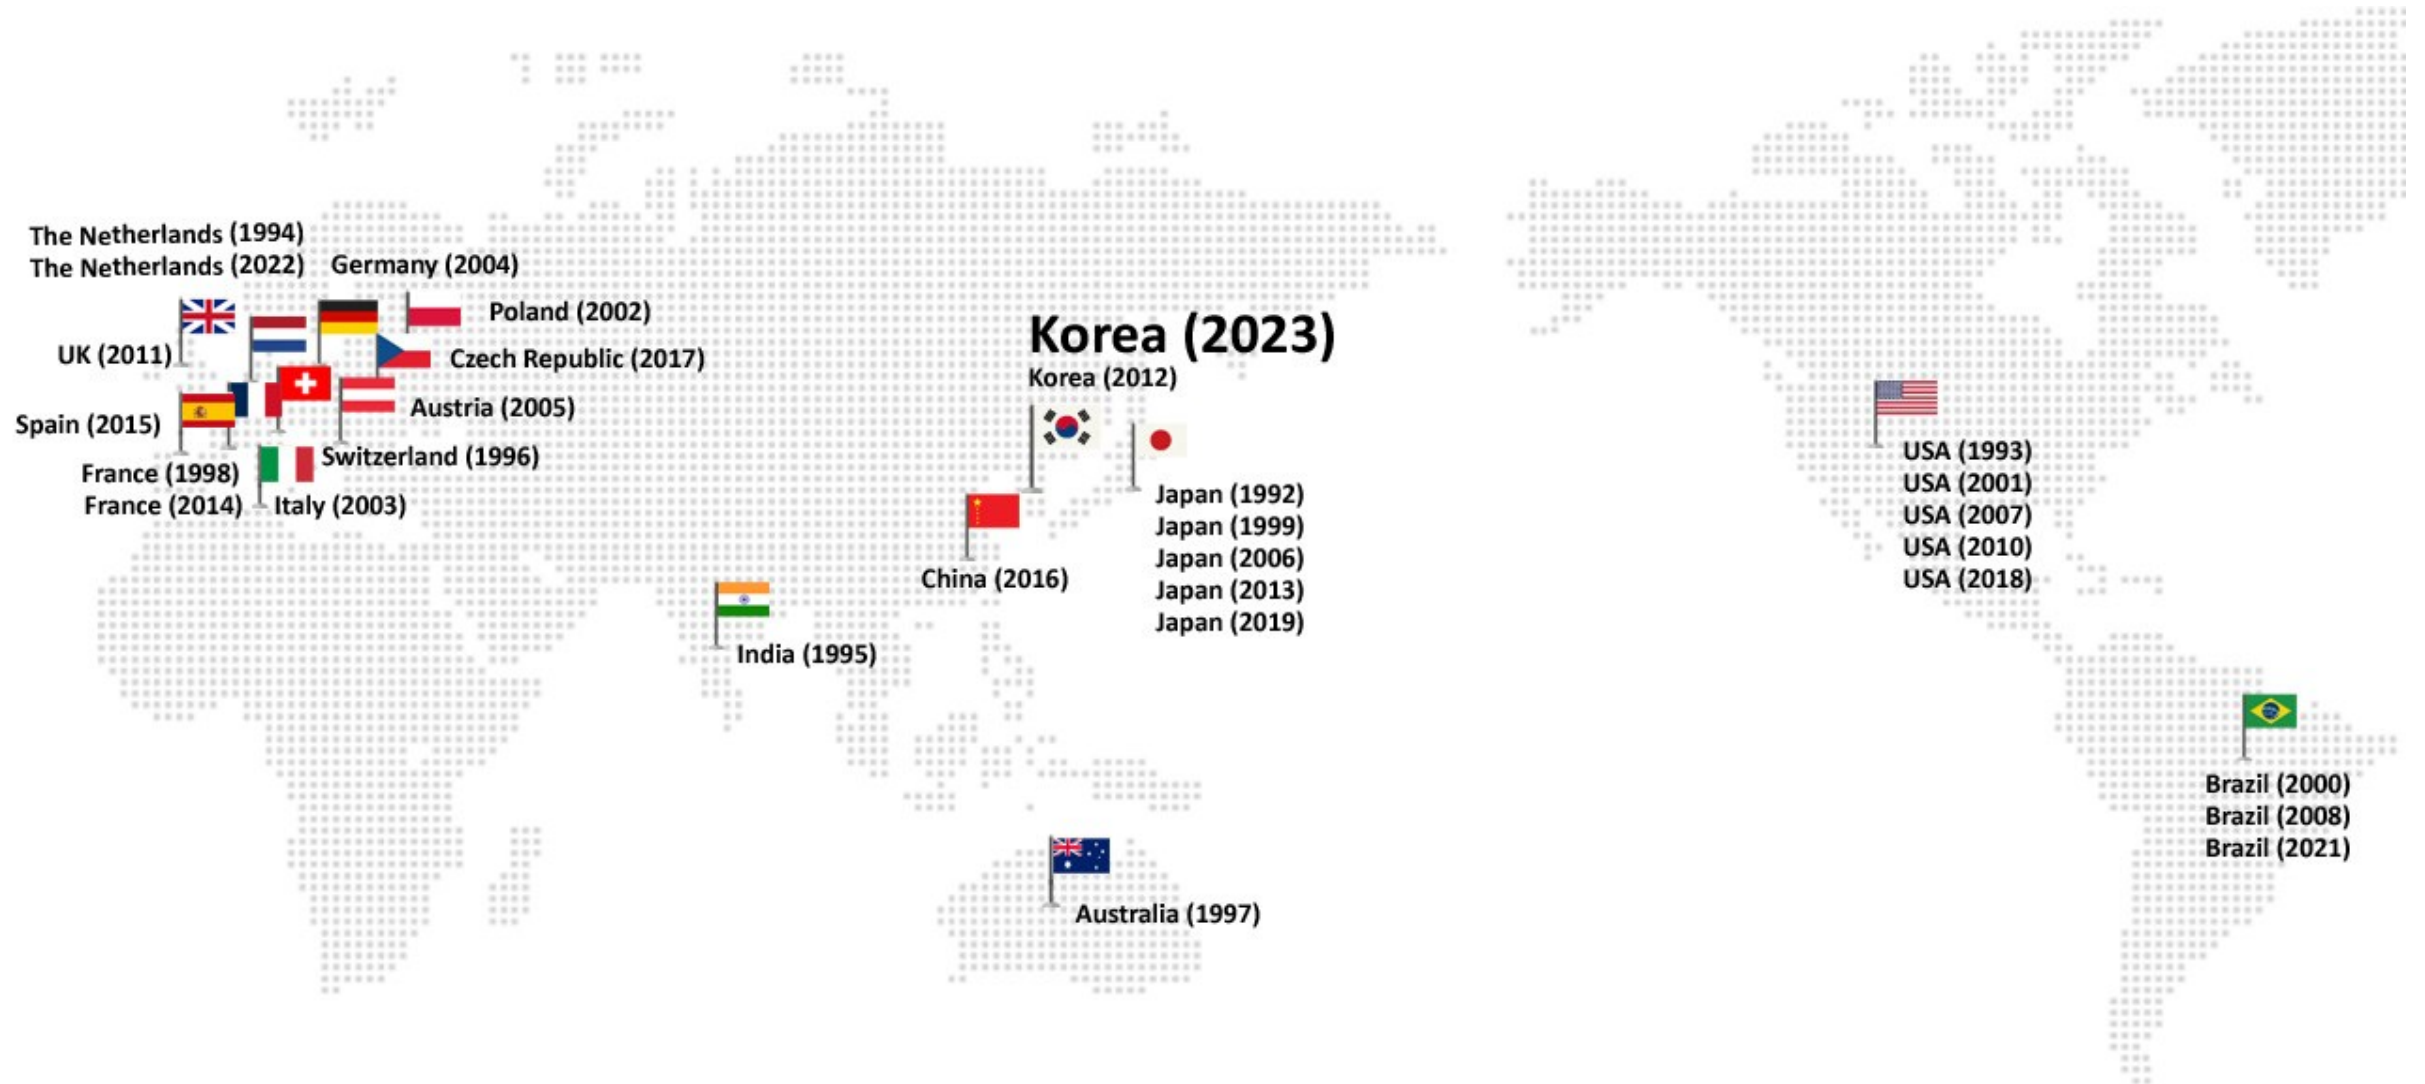 The Netherlands (1994)
The Netherlands (2022)
Germany (2004)
Poland (2002)
UK (2011)
Czech Republic (2017)
Spain (2015)
Austria (2005)
Switzerland (1996)
France (1998)
France (2014)
Italy (2003)
Korea (2023)
Korea (2012)
Japan (1992)
Japan (1999)
Japan (2006)
Japan (2013)
Japan (2019)
China (2016)
India (1995)
Australia (1997)
USA (1993)
USA (2001)
USA (2007)
USA (2010)
USA (2018)
Brazil (2000)
Brazil (2008)
Brazil (2021)